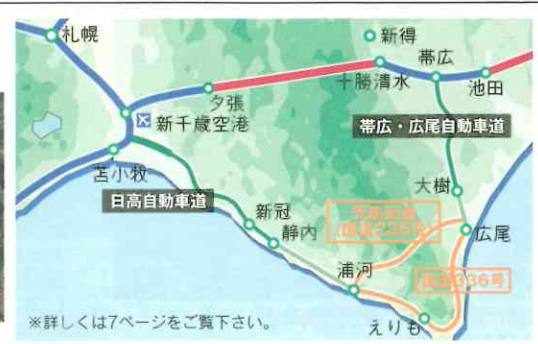 札幌
新得
帯広
十勝清水
池田
夕張
新千歳空港
帯広・広尾自動車道
苫小牧
大樹
日高自動車道
新冠
静内
広尾
浦河
336号
えりも
※詳しくは7ページをご覧下さい。